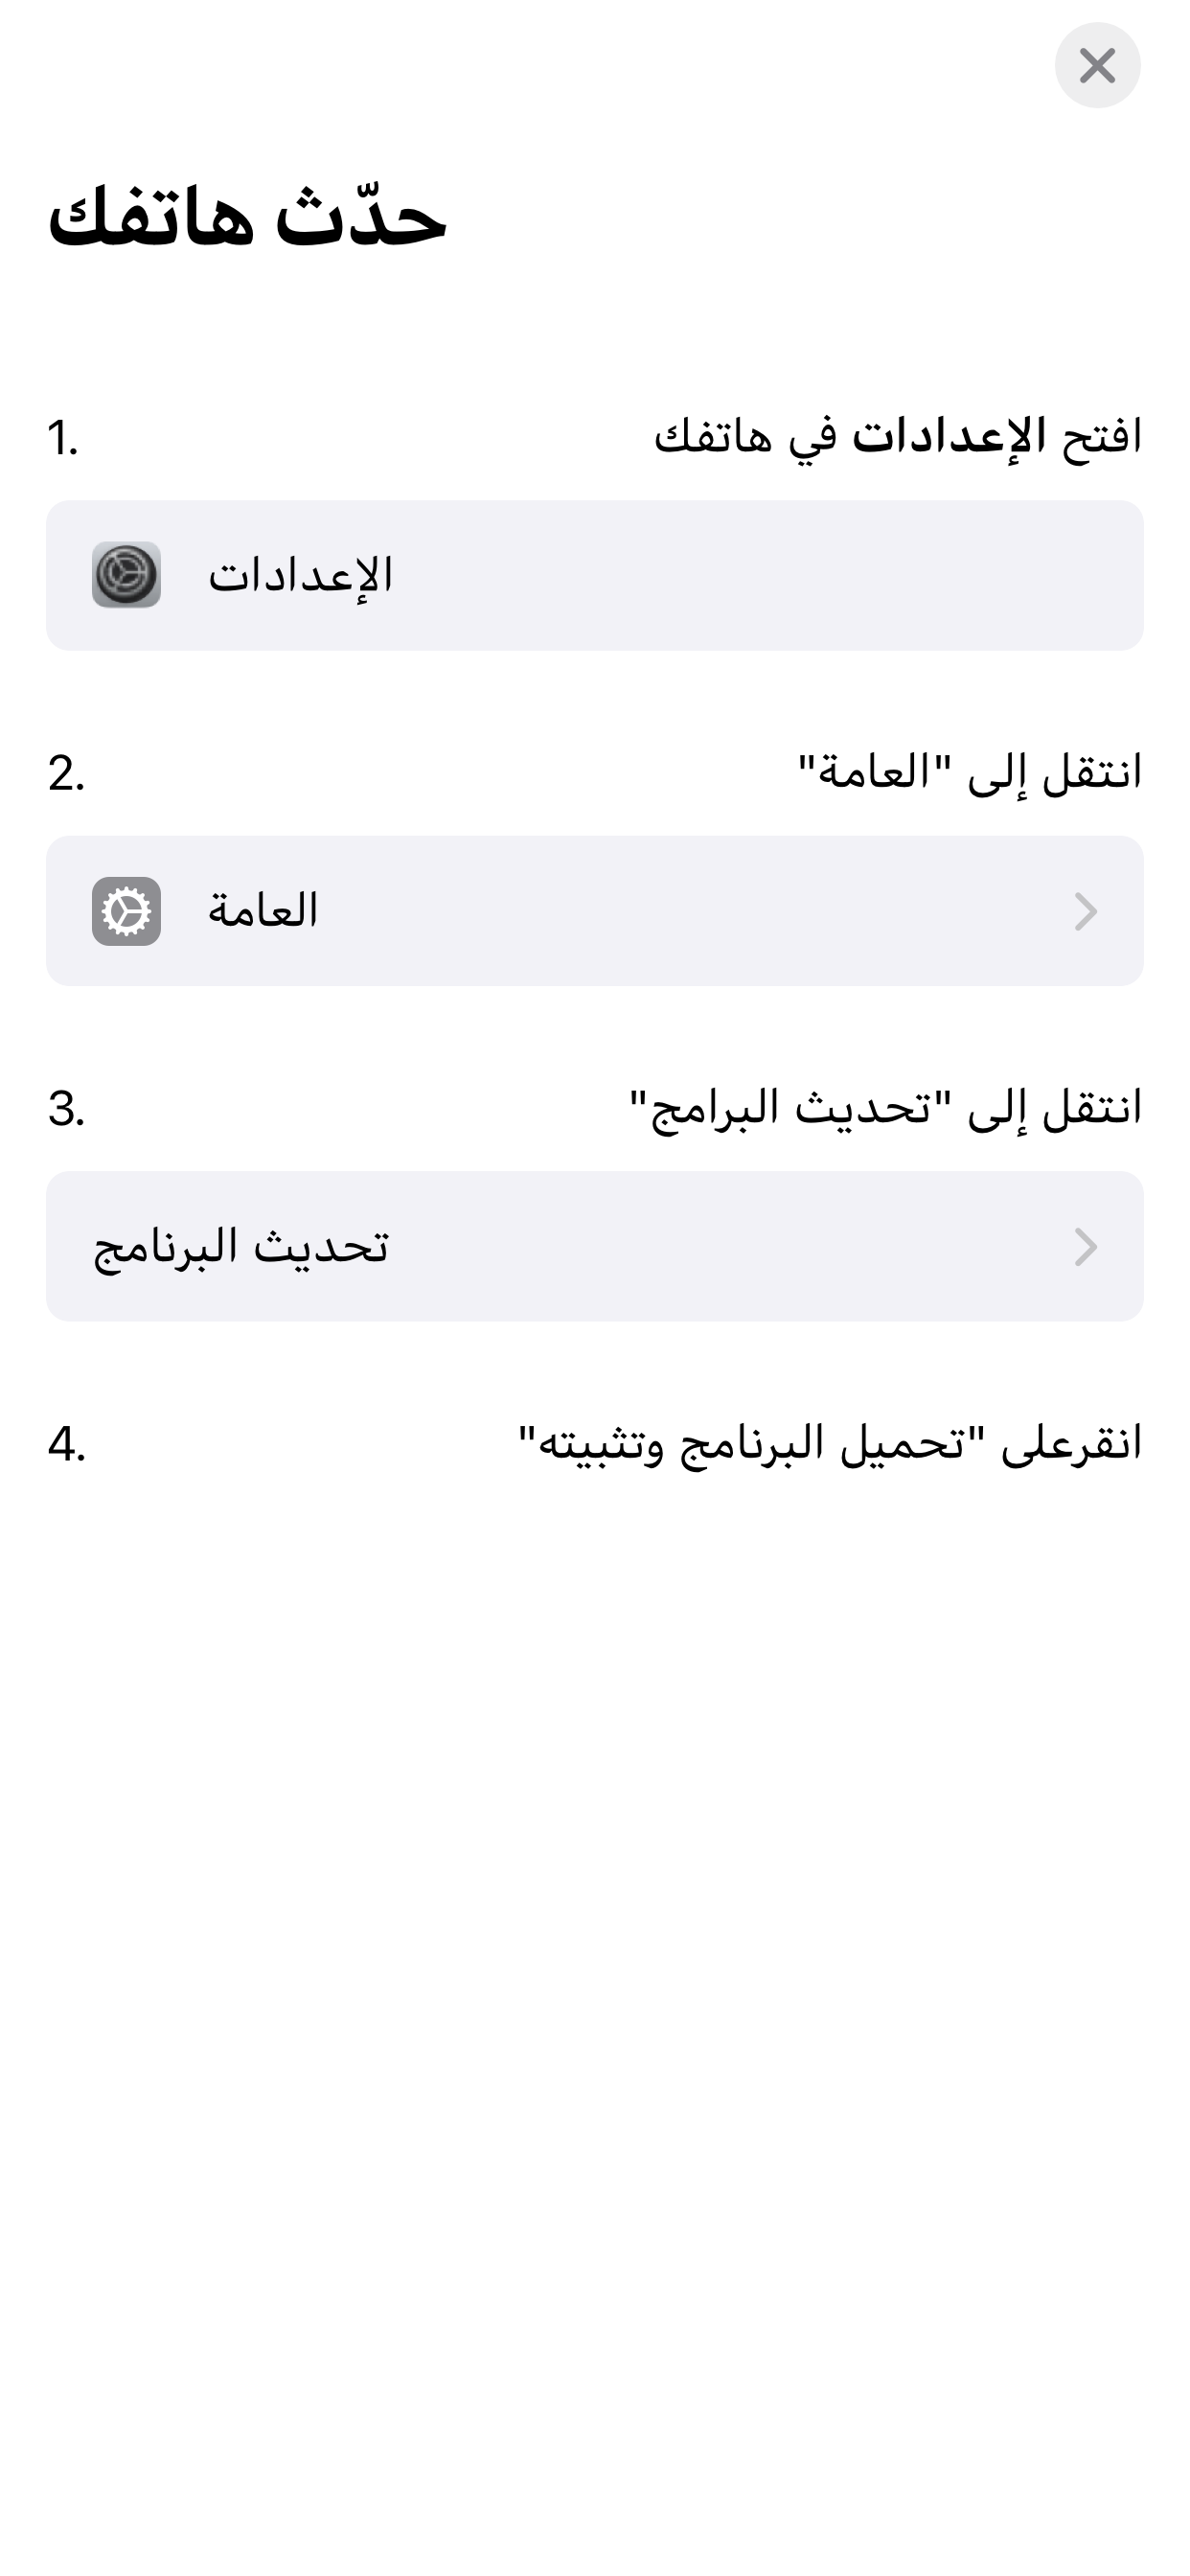 حدّث هاتفك
1. افتح الإعدادات في هاتفك
الإعدادات
2. انتقل إلى "العامة"
العامة
3. انتقل إلى "تحديث البرامج"
تحديث البرنامج
4. انقرعلى "تحميل البرنامج وتثبيته"